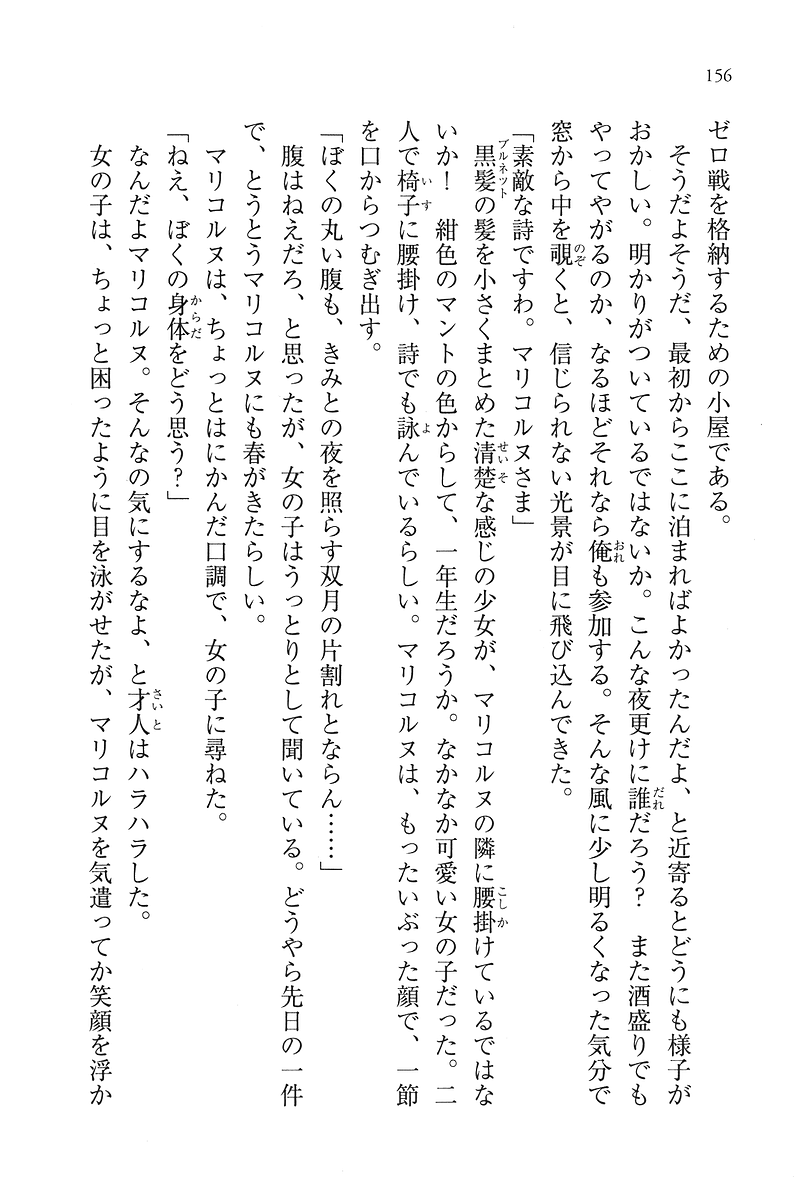 156
ゼロ戦を格納するための小屋である。
そうだよそうだ、最初からここに泊まればよかったんだよ、と近寄るとどうにも様子が
おかしい。明かりがついているではないか。こんな夜更けに誰だろう？　また酒盛りでも
やってやがるのか、なるほどそれなら俺も参加する。そんな風に少し明るくなった気分で
窓から中を覗くと、信じられない光景が目に飛び込んできた。
「素敵な詩ですわ。マリコルヌさま」
黒髪の髪を小さくまとめた清楚な感じの少女が、マリコルヌの隣に腰掛けているではな
いか！　紺色のマントの色からして、一年生だろうか。なかなか可愛い女の子だった。二
人で椅子に腰掛け、詩でも詠んでいるらしい。マリコルヌは、もったいぶった顔で、一節
を口からつむぎ出す。
「ぼくの丸い腹も、きみとの夜を照らす双月の片割れとならん……」
腹はねえだろ、と思ったが、女の子はうっとりとして聞いている。どうやら先日の一件
で、とうとうマリコルヌにも春がきたらしい。
マリコルヌは、ちょっとはにかんだ口調で、女の子に尋ねた。
「ねえ、ぼくの身体をどう思う？」
なんだよマリコルヌ。そんなの気にするなよ、と才人はハラハラした。
女の子は、ちょっと困ったように目を泳がせたが、マリコルヌを気遣ってか笑顔を浮か